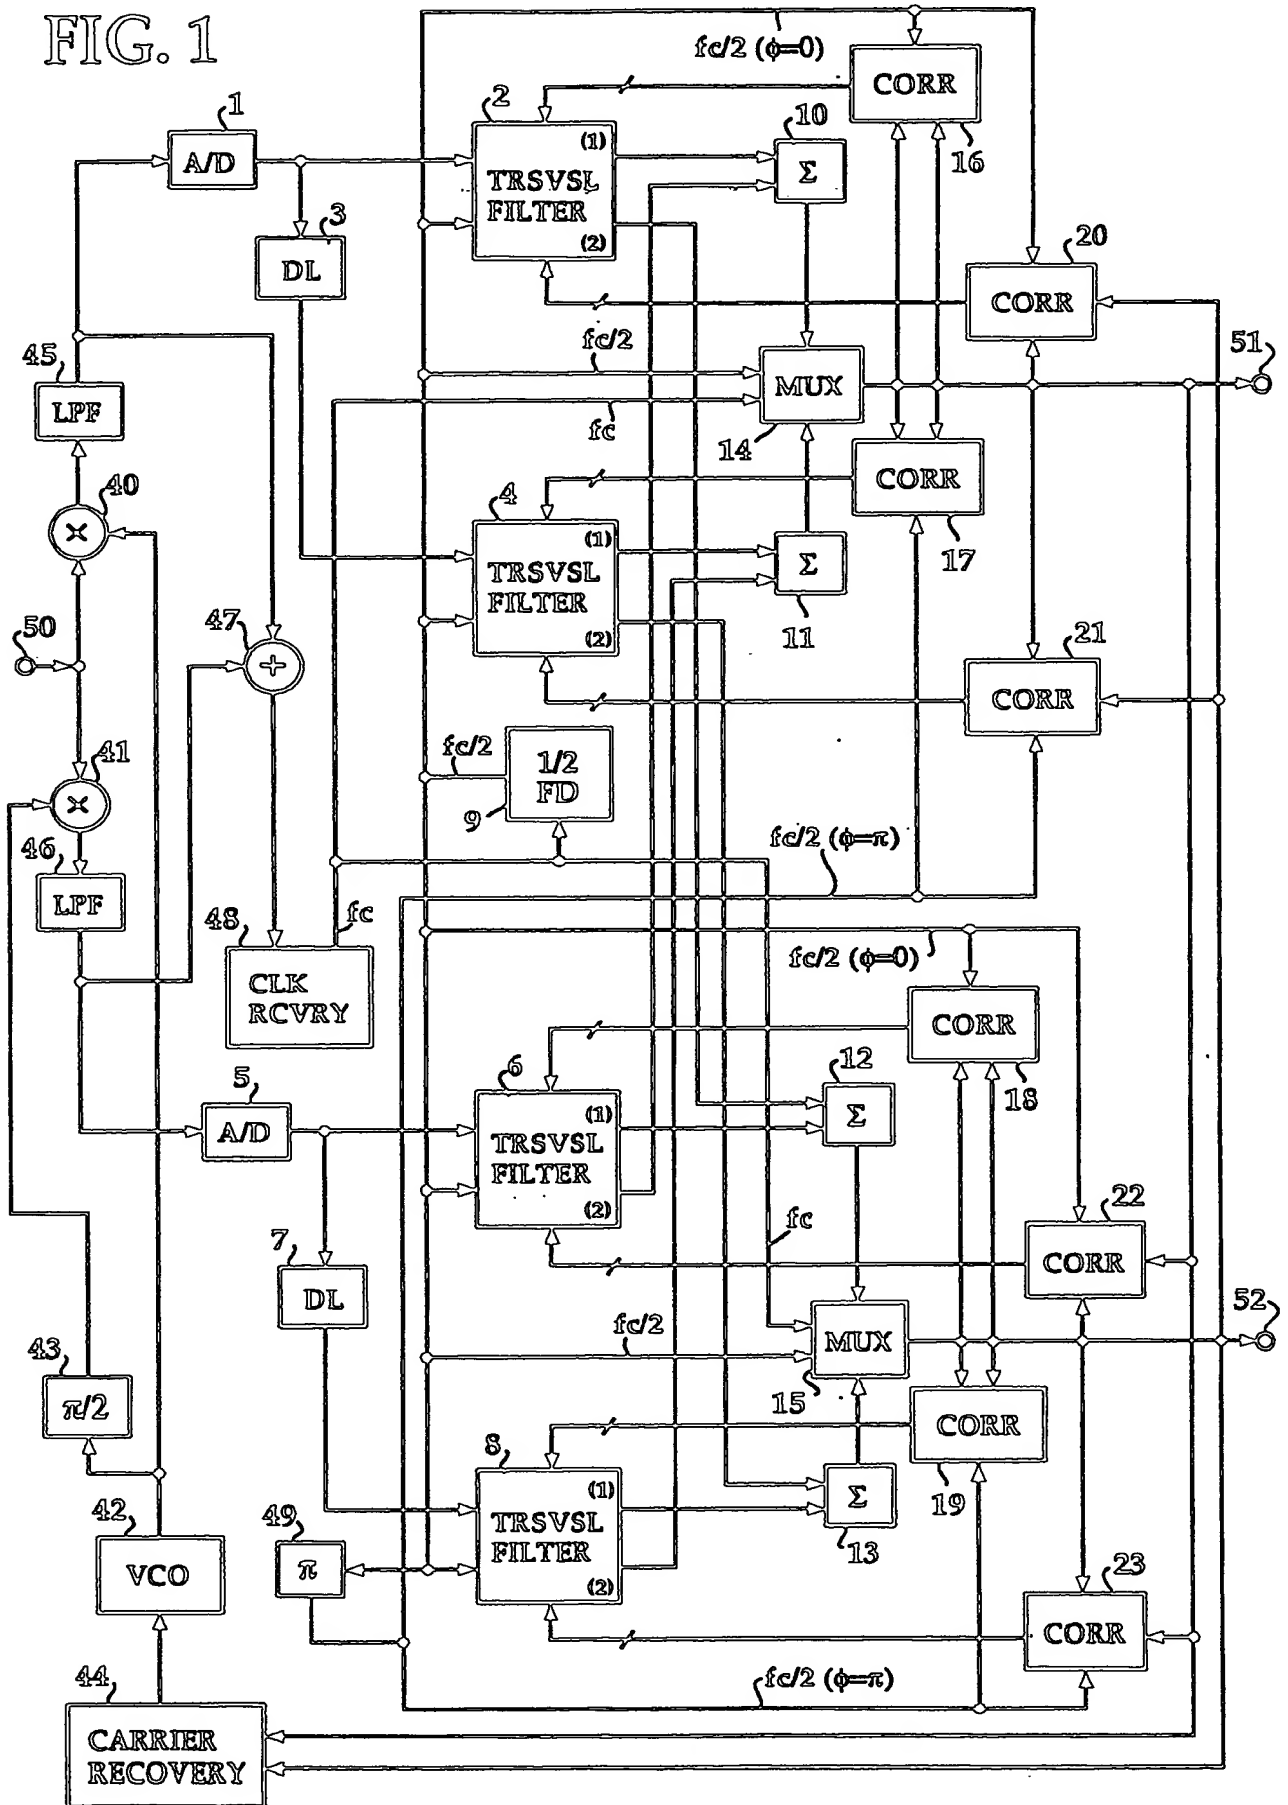 FIG. 1
fc/2 (ϕ=0)
CORR
16
1
A/D
2
(1)
TRSVSL
FILTER
(2)
10
Σ
3
DL
20
CORR
45
LPF
fc/2
fc
MUX
14
51
40
×
4
(1)
TRSVSL
FILTER
(2)
CORR
17
Σ
11
50
47
+
21
CORR
41
×
fc/2
1/2
FD
9
fc/2 (ϕ=π)
46
LPF
48
fc
CLK
RCVRY
fc/2 (ϕ=0)
CORR
18
5
A/D
6
(1)
TRSVSL
FILTER
(2)
12
Σ
22
CORR
7
DL
fc
fc/2
MUX
15
52
43
π/2
CORR
19
8
(1)
TRSVSL
FILTER
(2)
Σ
13
49
π
42
VCO
23
CORR
fc/2 (ϕ=π)
44
CARRIER
RECOVERY